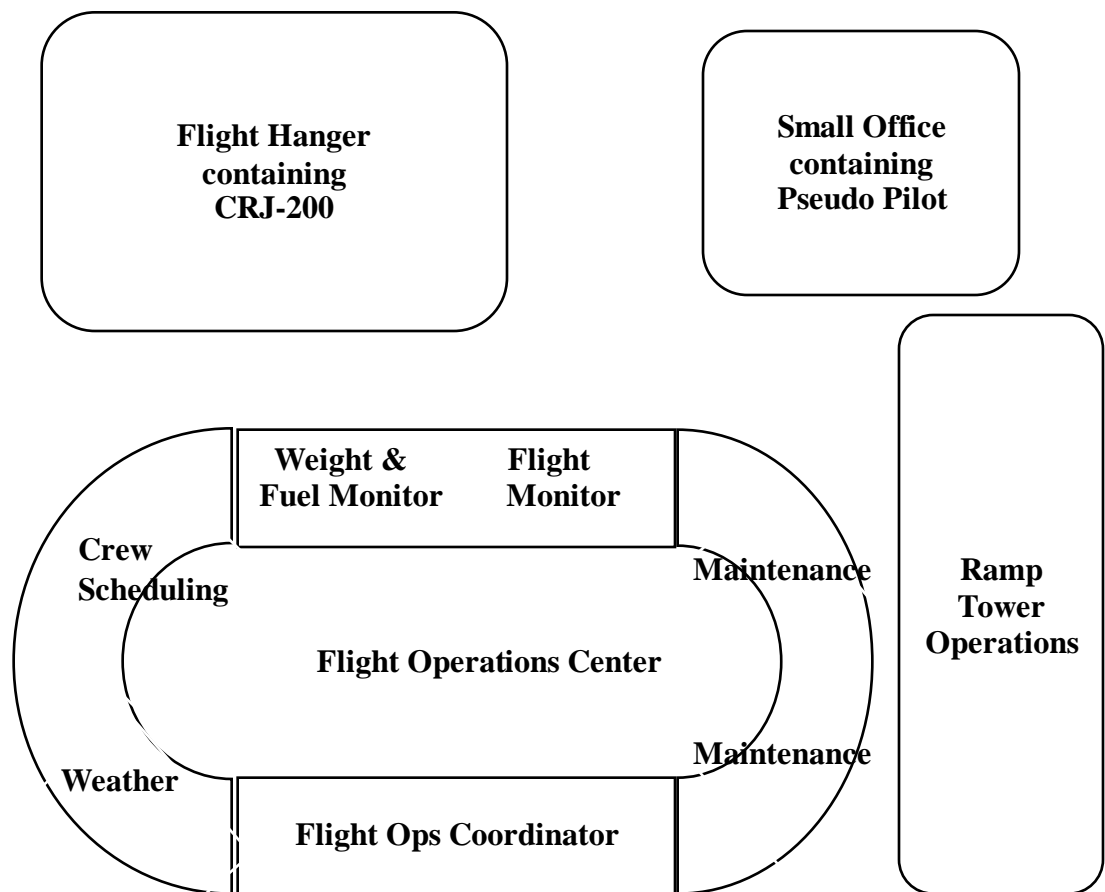 Flight Hanger
containing
CRJ-200
Small Office
containing
Pseudo Pilot
Weight &
Fuel Monitor
Flight
Monitor
Crew
Scheduling
Maintenance
Ramp
Tower
Operations
Flight Operations Center
Maintenance
Weather
Flight Ops Coordinator